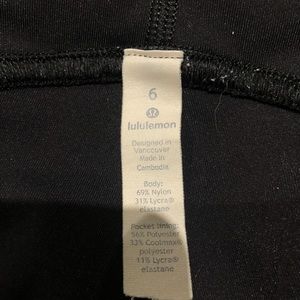 6
lululemon
Designed in
Vancouver
Made in
Cambodia
Body:
69% Nylon
31% Lycra®
elastane
Pocket lining:
56% Polyester
33% Coolmax®
polyester
11% Lycra®
elastane